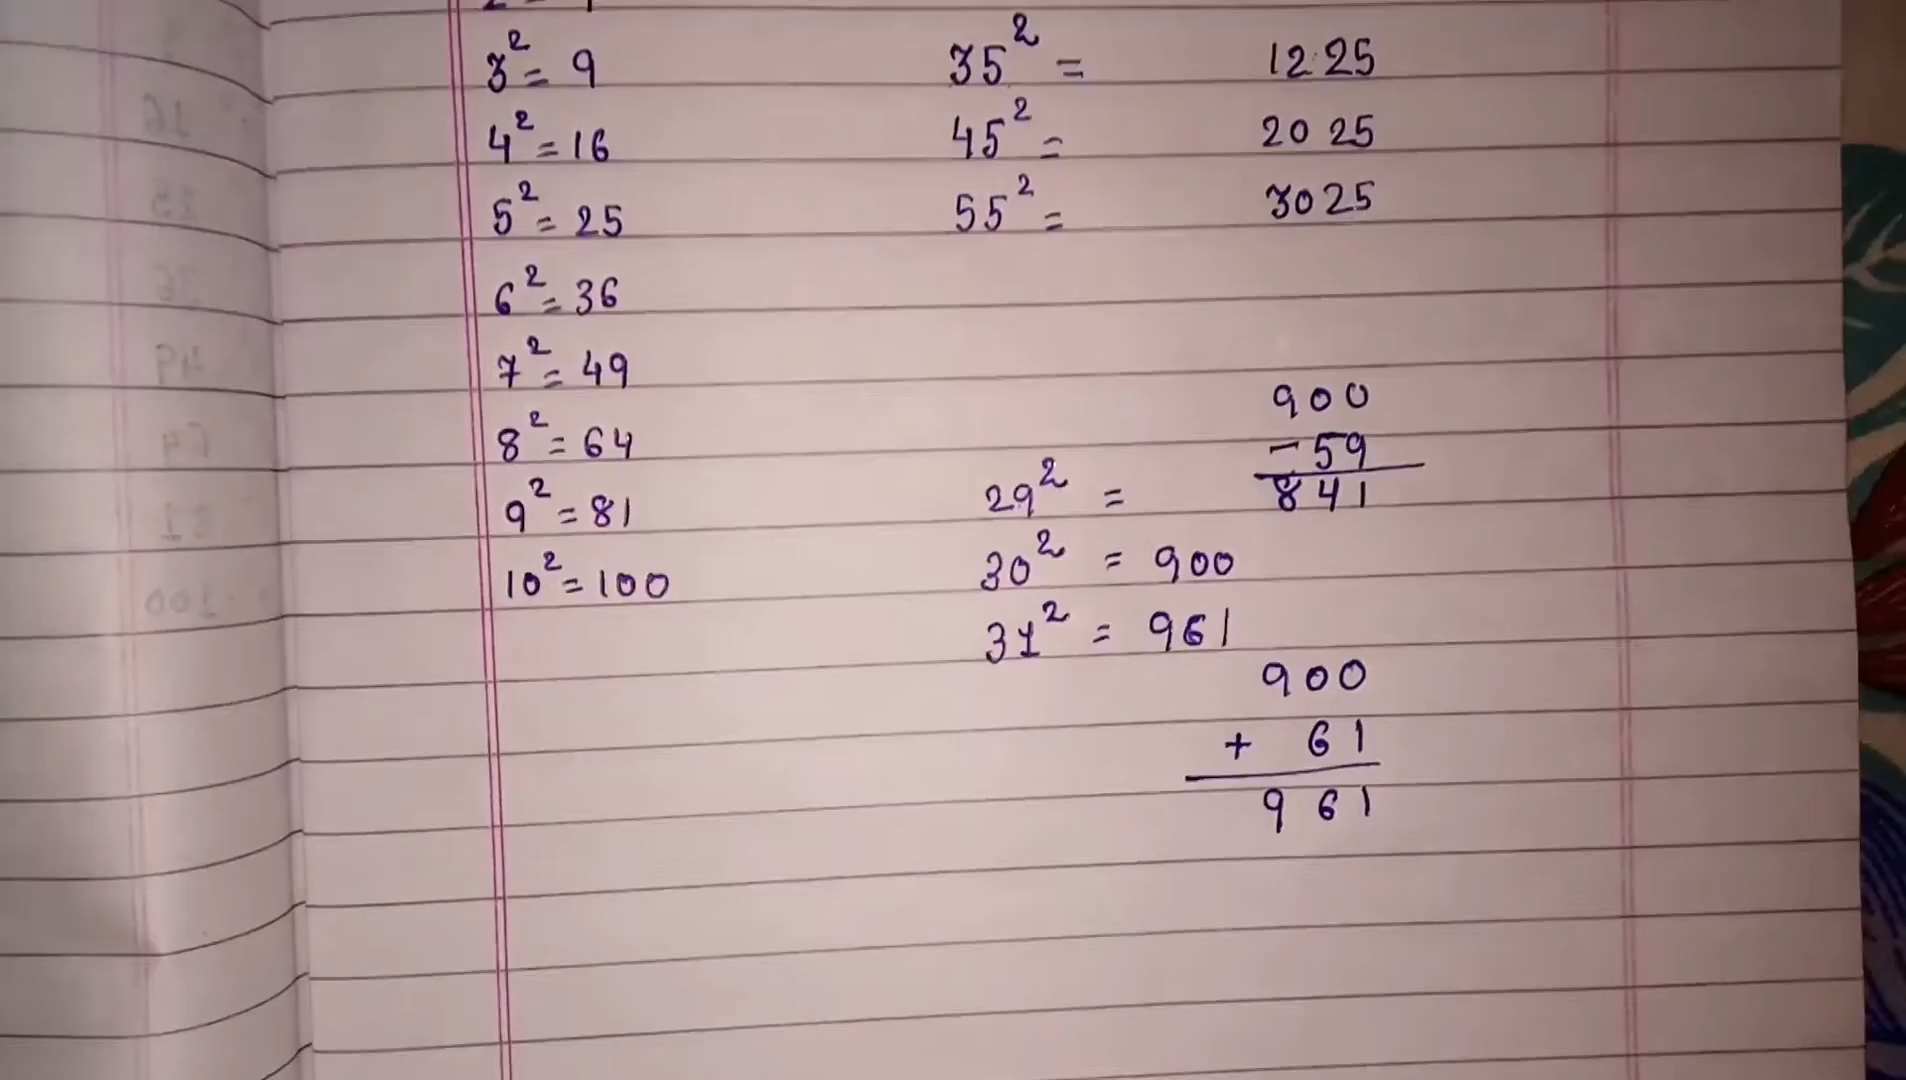 3² = 9
4² = 16
5² = 25
6² = 36
7² = 49
8² = 64
9² = 81
10² = 100
35² = 1225
45² = 2025
55² = 3025
900
- 59
29² = 841
30² = 900
31² = 961
900
+ 61
961